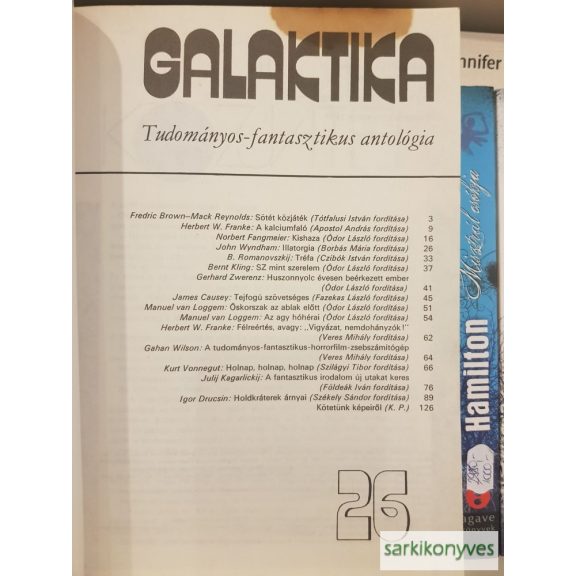 GALAKTIKA
Tudományos-fantasztikus antológia
Fredric Brown–Mack Reynolds: Sötét közjáték (Tótfalusi István fordítása) 3
Herbert W. Franke: A kalciumfaló (Apostol András fordítása) 9
Norbert Fangmeier: Kishaza (Ódor László fordítása) 16
John Wyndham: Illatorgia (Borbás Mária fordítása) 26
B. Romanovszkij: Tréfa (Czibók István fordítása) 33
Bernt Kling: SZ mint szerelem (Ódor László fordítása) 37
Gerhard Zwerenz: Huszonnyolc évesen beérkezett ember
(Ódor László fordítása) 41
James Causey: Tejfogú szövetséges (Fazekas László fordítása) 45
Manuel van Loggem: Őskorszak az ablak előtt (Ódor László fordítása) 51
Manuel van Loggem: Az agy hóhérai (Ódor László fordítása) 54
Herbert W. Franke: Félreértés, avagy: „Vigyázat, nemdohányzók!”
(Veres Mihály fordítása) 62
Gahan Wilson: A tudományos-fantasztikus-horrorfilm-zsebszámítógép
(Veres Mihály fordítása) 64
Kurt Vonnegut: Holnap, holnap, holnap (Szilágyi Tibor fordítása) 66
Julij Kagarlickij: A fantasztikus irodalom új utakat keres
(Földeák Iván fordítása) 76
Igor Drucsin: Holdkráterek árnyai (Székely Sándor fordítása) 89
Kötetünk képeiről (K. P.) 126
26
nnifer
Hamilton
agave
könyvek
sarkikonyves